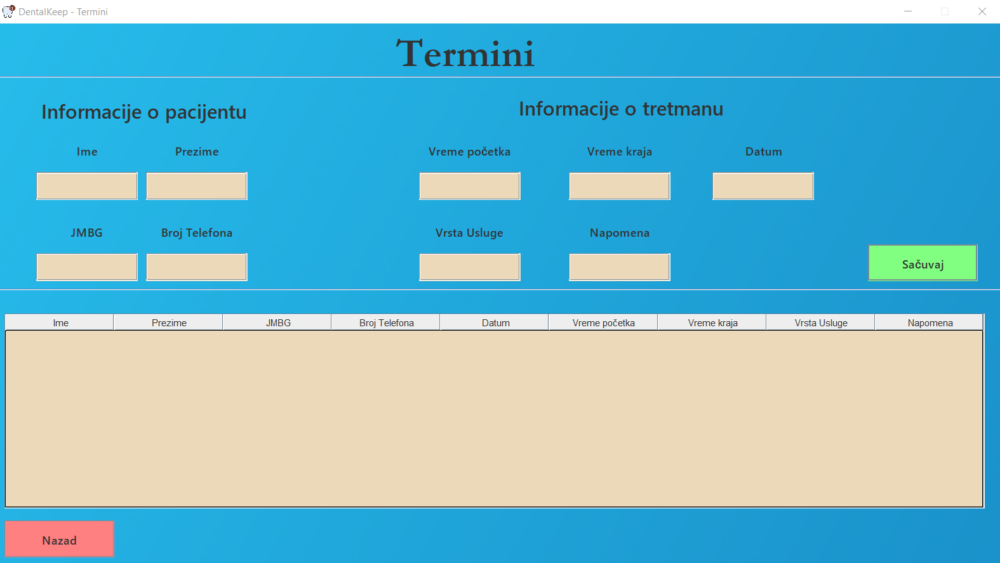 DentalKeep - Termini
Termini
Informacije o pacijentu
Informacije o tretmanu
Ime Prezime Vreme početka Vreme kraja Datum
JMBG Broj Telefona Vrsta Usluge Napomena
Sačuvaj
Ime Prezime JMBG Broj Telefona Datum Vreme početka Vreme kraja Vrsta Usluge Napomena
Nazad